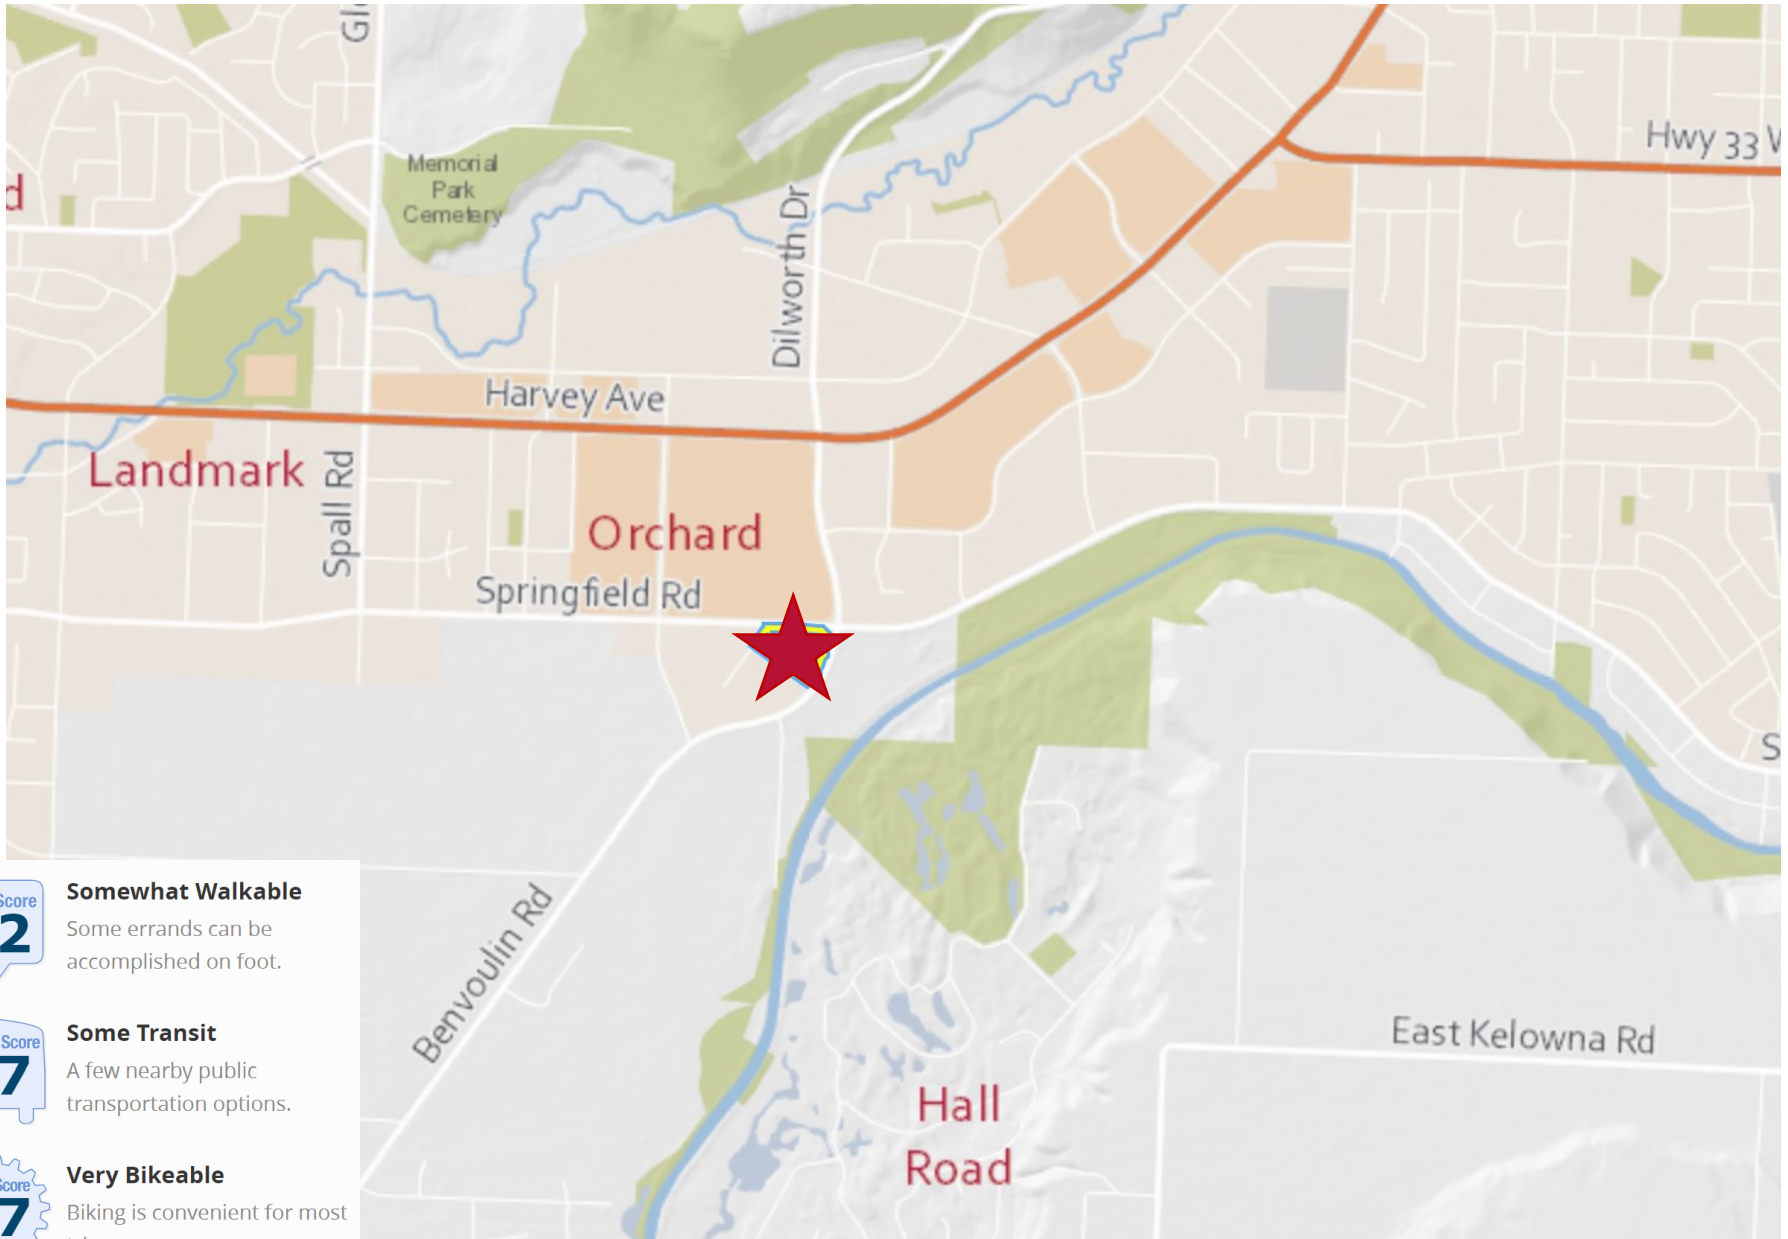 Memorial
Park
Cemetery
Hwy 33 W
Dilworth Dr
Harvey Ave
Landmark
Spall Rd
Orchard
Springfield Rd
Benvoulin Rd
East Kelowna Rd
Hall
Road
Score
2
Somewhat Walkable
Some errands can be
accomplished on foot.
Score
7
Some Transit
A few nearby public
transportation options.
Score
7
Very Bikeable
Biking is convenient for most